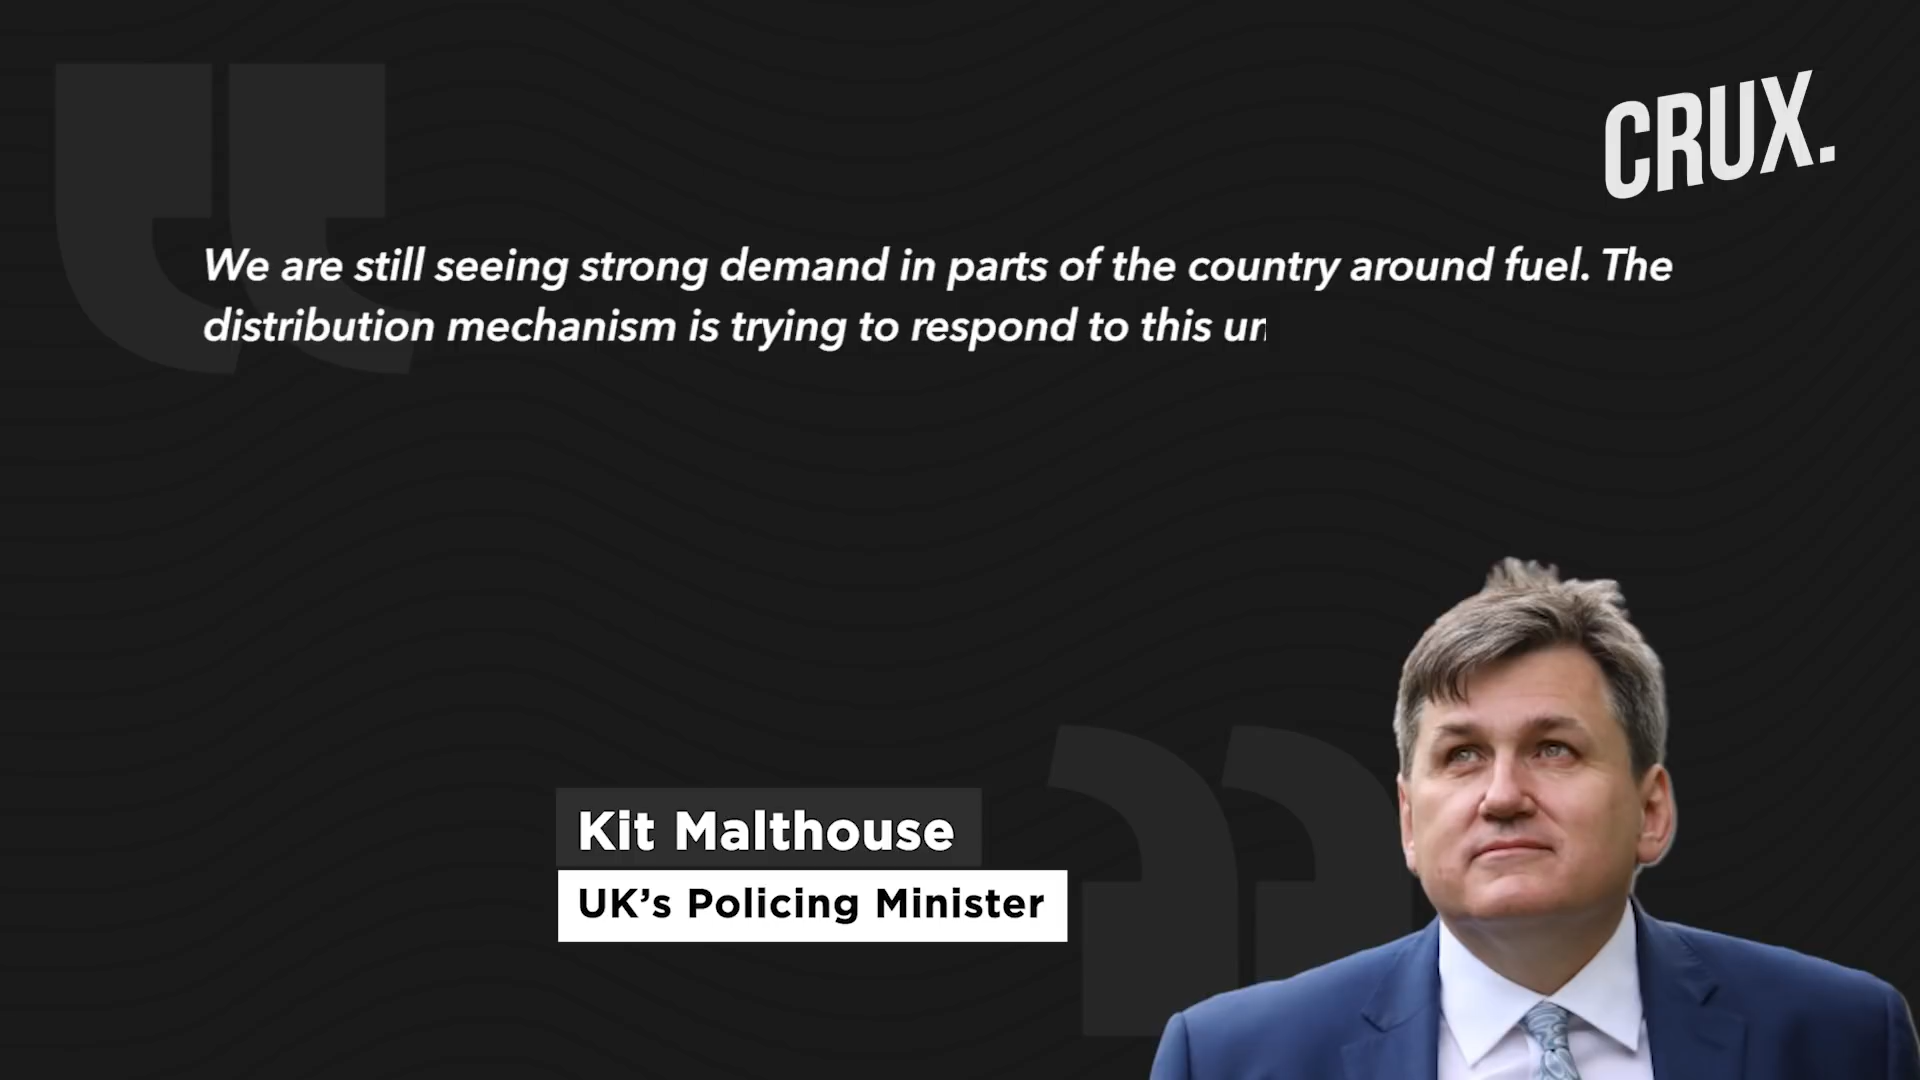 CRUX.
We are still seeing strong demand in parts of the country around fuel. The
distribution mechanism is trying to respond to this
Kit Malthouse
UK's Policing Minister